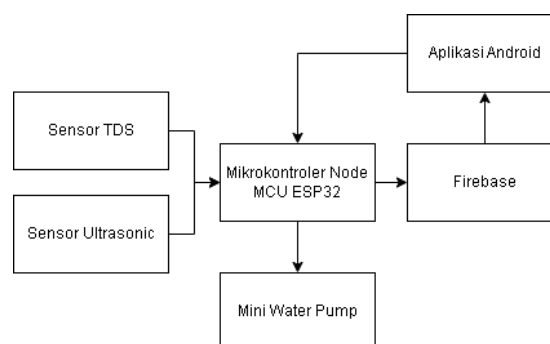 Aplikasi Android
Sensor TDS
Mikrokontroler Node
MCU ESP32
Firebase
Sensor Ultrasonic
Mini Water Pump